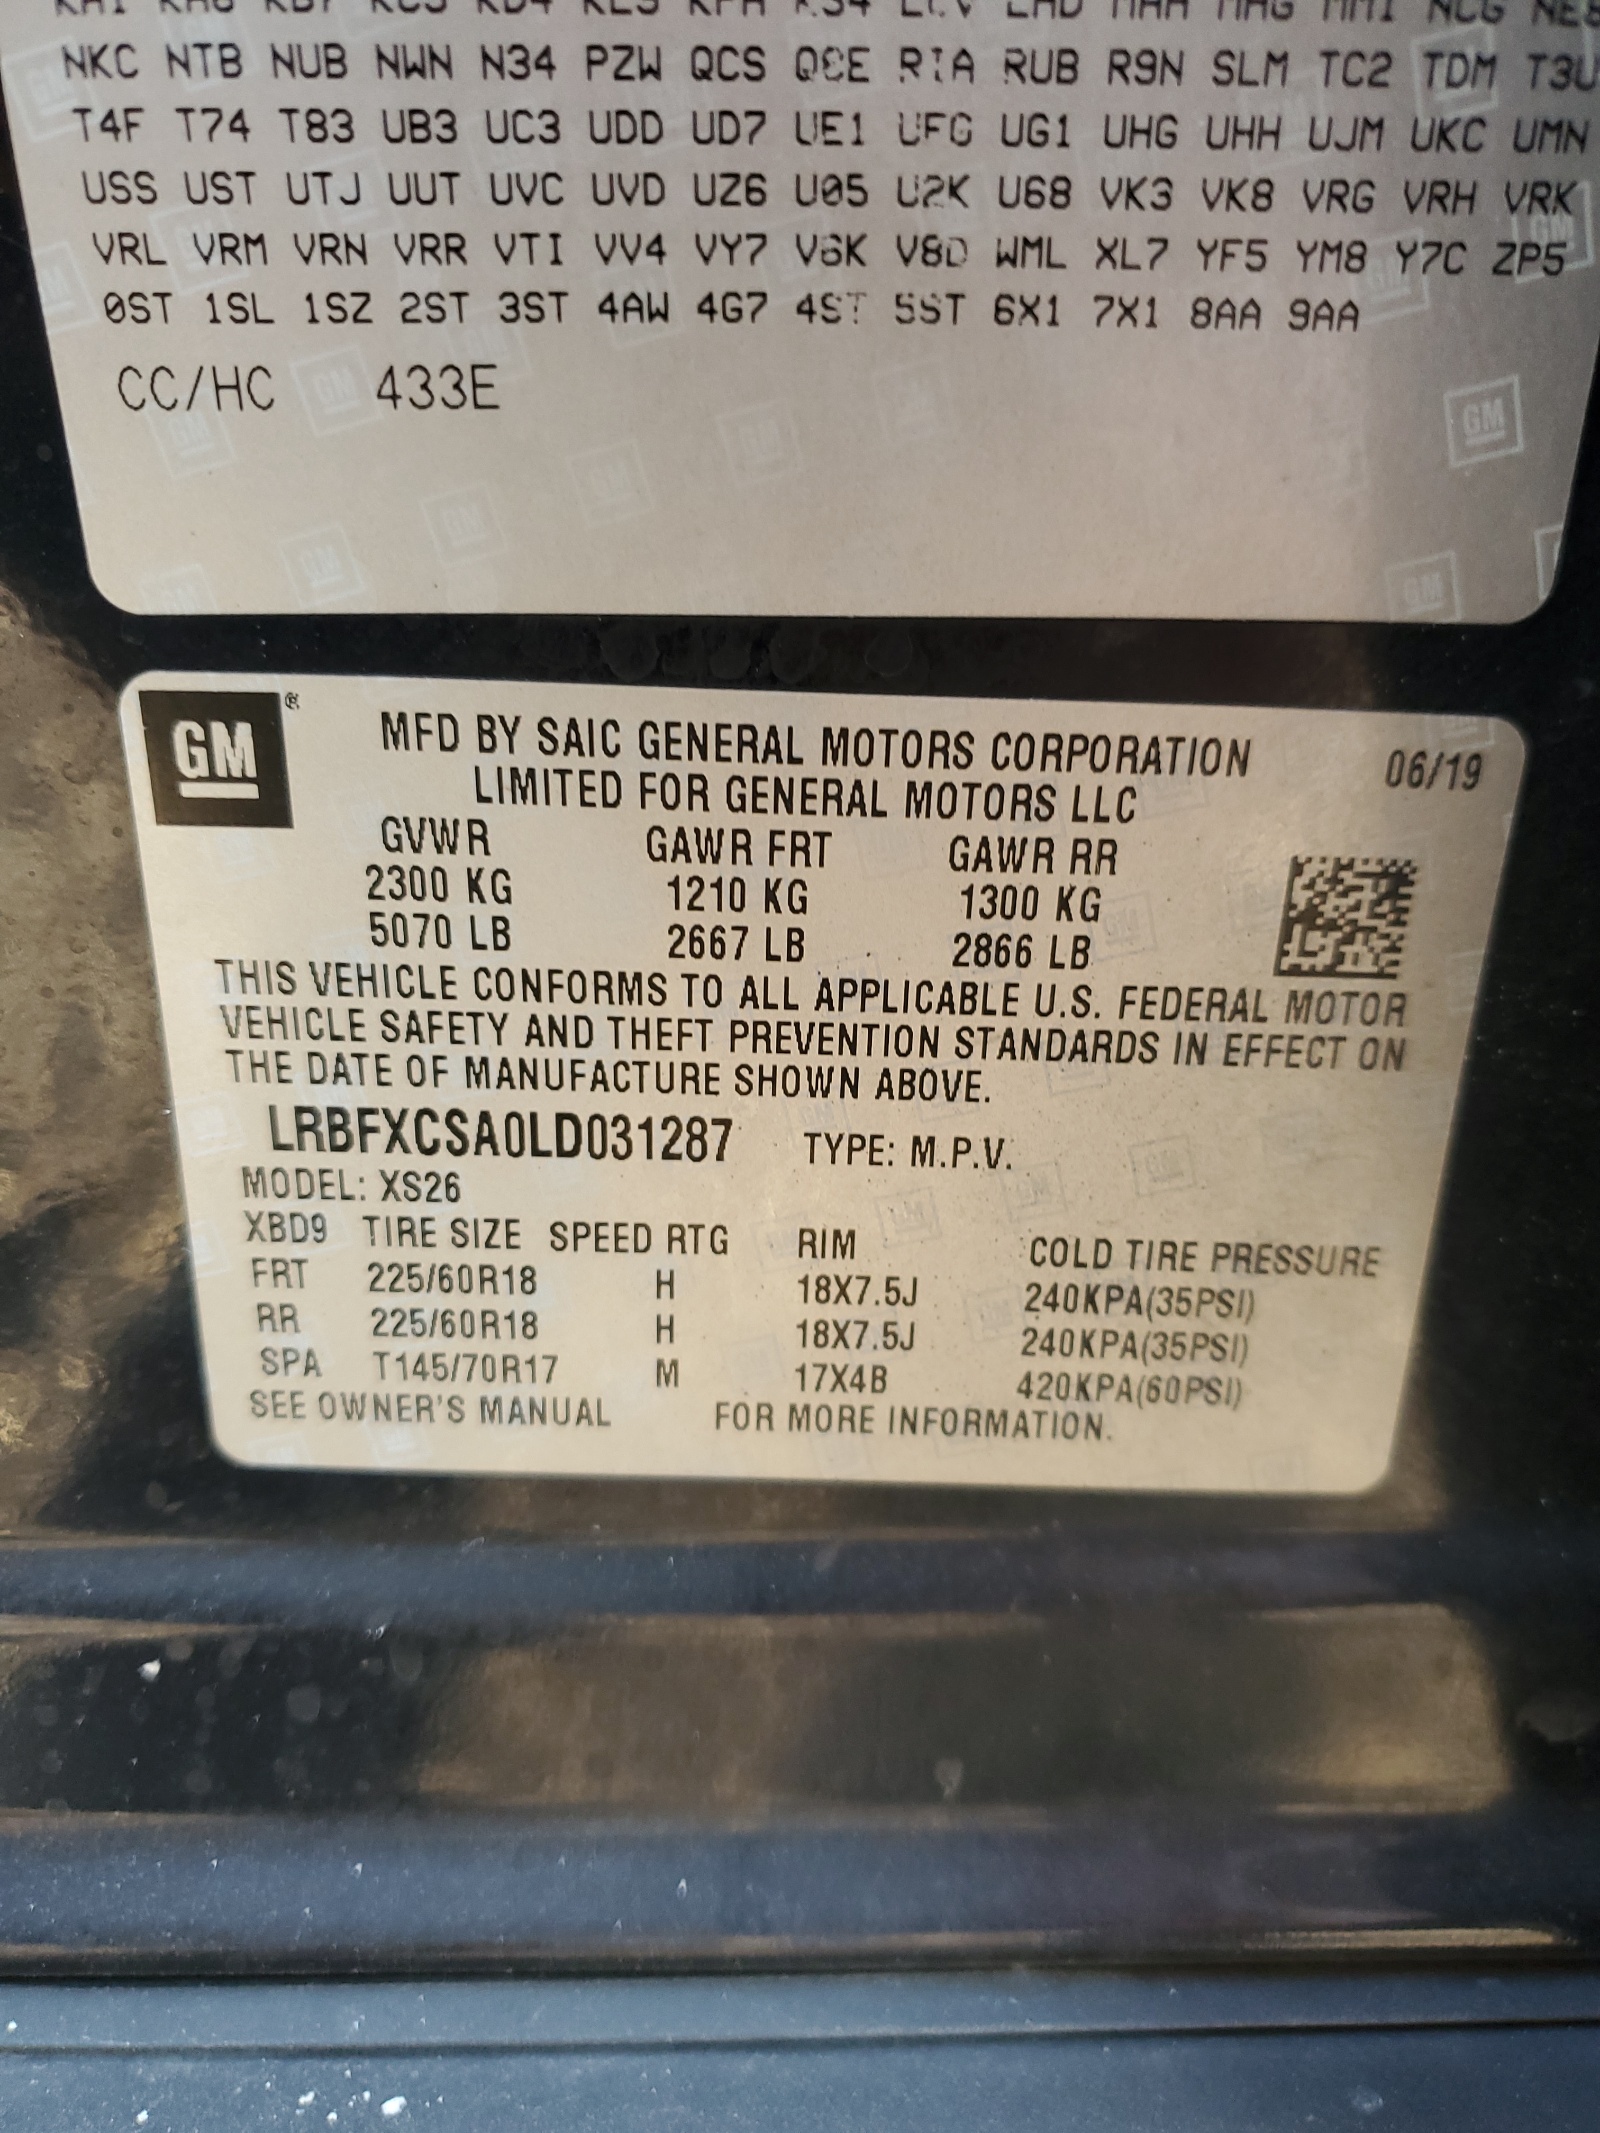 NKC NTB NUB NWN N34 PZW QCS RUB R9N SLM TC2 TDM T3U
T4F T74 T83 UB3 UC3 UDD UD7 UE1 UFG UG1 UHG UHH UJM UKC UMN
USS UST UTJ UUT UVC UVD UZ6 U05 U2K U68 VK3 VK8 VRG VRH VRK
VRL VRM VRN VRR VTI VV4 VY7 V8D WML XL7 YF5 YM8 Y7C ZP5
0ST 1SL 1SZ 2ST 3ST 4AW 4G7 4ST 5ST 6X1 7X1 8AA 9AA
CC/HC 433E
GM®
MFD BY SAIC GENERAL MOTORS CORPORATION 06/19
LIMITED FOR GENERAL MOTORS LLC
GVWR GAWR FRT GAWR RR
2300 KG 1210 KG 1300 KG
5070 LB 2667 LB 2866 LB
THIS VEHICLE CONFORMS TO ALL APPLICABLE U.S. FEDERAL MOTOR
VEHICLE SAFETY AND THEFT PREVENTION STANDARDS IN EFFECT ON
THE DATE OF MANUFACTURE SHOWN ABOVE.
LRBFXCSA0LD031287 TYPE: M.P.V.
MODEL: XS26
XBD9 TIRE SIZE SPEED RTG RIM COLD TIRE PRESSURE
FRT 225/60R18 H 18X7.5J 240KPA(35PSI)
RR 225/60R18 H 18X7.5J 240KPA(35PSI)
SPA T145/70R17 M 17X4B 420KPA(60PSI)
SEE OWNER'S MANUAL FOR MORE INFORMATION.